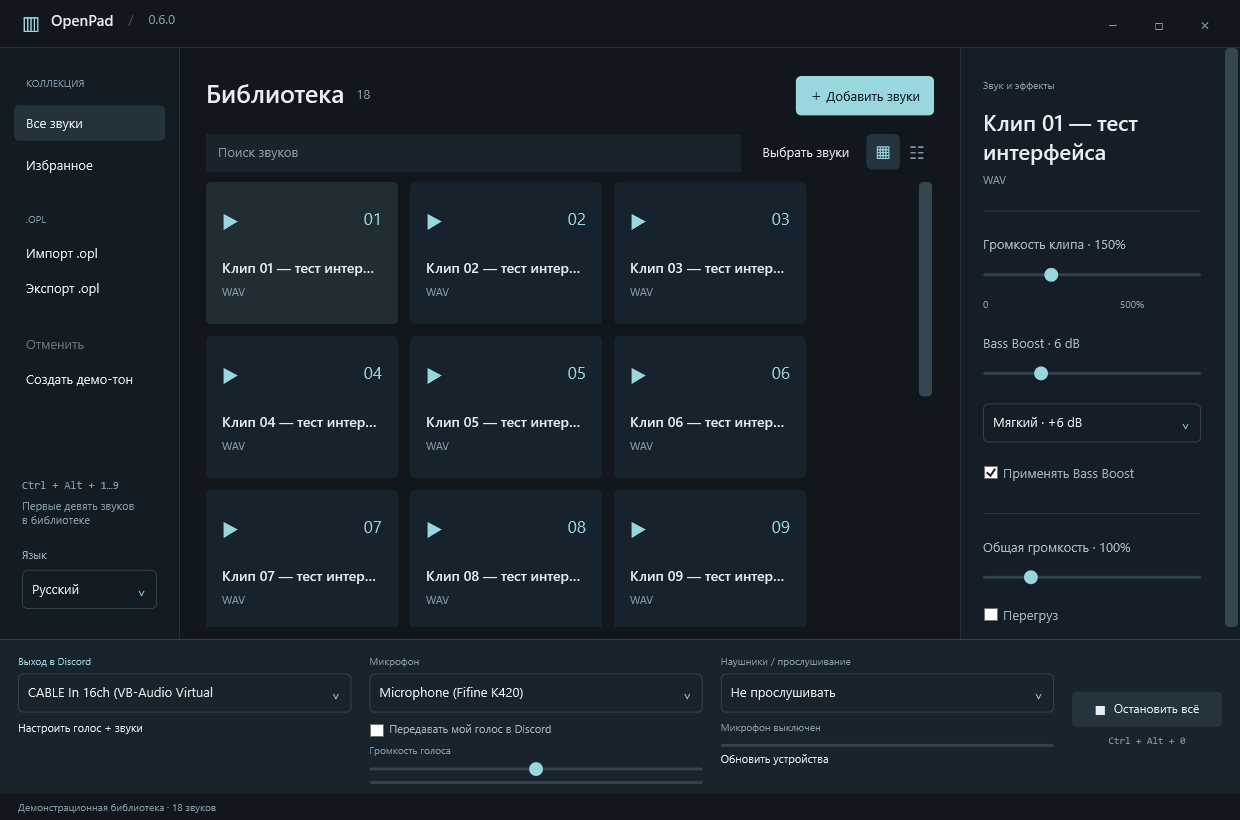 OpenPad / 0.6.0
КОЛЛЕКЦИЯ
Все звуки
Избранное
.OPL
Импорт .opl
Экспорт .opl
Отменить
Создать демо-тон
Ctrl + Alt + 1…9
Первые девять звуков
в библиотеке
Язык
Русский
Библиотека 18
+ Добавить звуки
Поиск звуков
Выбрать звуки
01
Клип 01 — тест интер...
WAV
02
Клип 02 — тест интер...
WAV
03
Клип 03 — тест интер...
WAV
04
Клип 04 — тест интер...
WAV
05
Клип 05 — тест интер...
WAV
06
Клип 06 — тест интер...
WAV
07
Клип 07 — тест интер...
WAV
08
Клип 08 — тест интер...
WAV
09
Клип 09 — тест интер...
WAV
Звук и эффекты
Клип 01 — тест
интерфейса
WAV
Громкость клипа · 150%
0 500%
Bass Boost · 6 dB
Мягкий · +6 dB
Применять Bass Boost
Общая громкость · 100%
Перегруз
Выход в Discord
CABLE In 16ch (VB-Audio Virtual
Настроить голос + звуки
Микрофон
Microphone (Fifine K420)
Передавать мой голос в Discord
Громкость голоса
Наушники / прослушивание
Не прослушивать
Микрофон выключен
Обновить устройства
Остановить всё
Ctrl + Alt + 0
Демонстрационная библиотека · 18 звуков